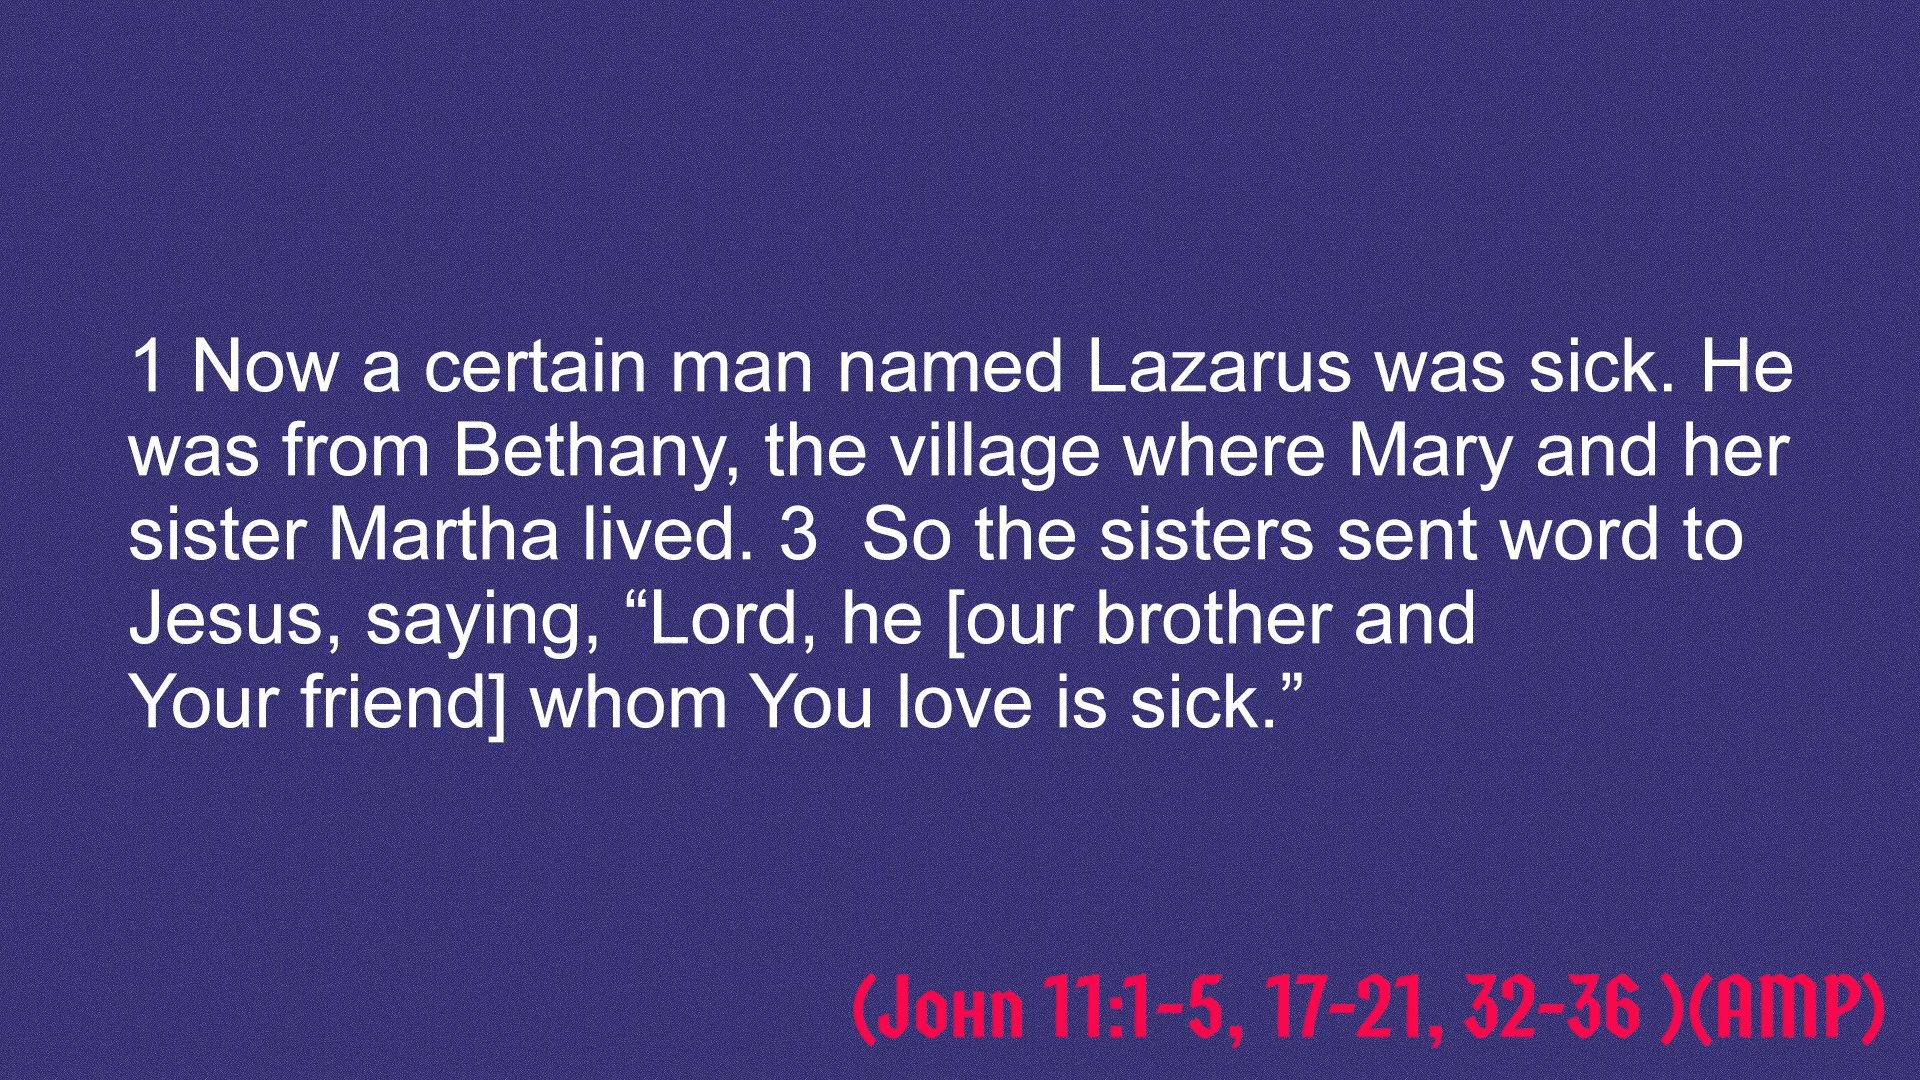 1 Now a certain man named Lazarus was sick. He
was from Bethany, the village where Mary and her
sister Martha lived. 3  So the sisters sent word to
Jesus, saying, “Lord, he [our brother and
Your friend] whom You love is sick.”
(John 11:1-5, 17-21, 32-36 )(AMP)